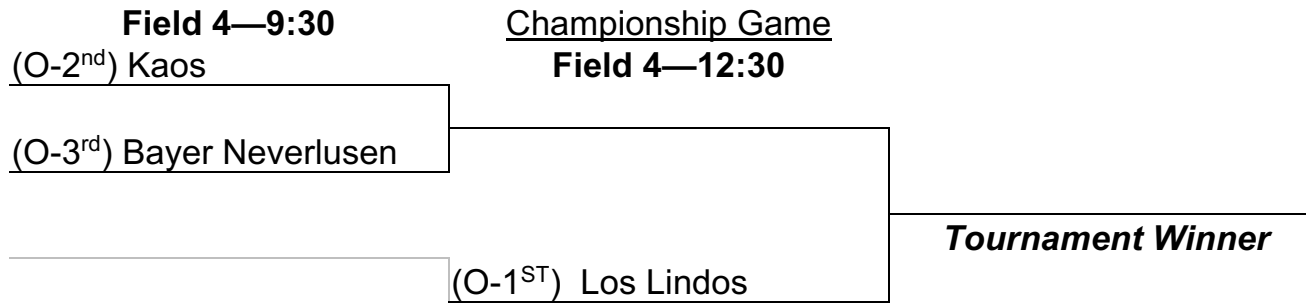 Field 4—9:30
Championship Game
(O-2nd) Kaos
Field 4—12:30
(O-3rd) Bayer Neverlusen
Tournament Winner
(O-1ST) Los Lindos